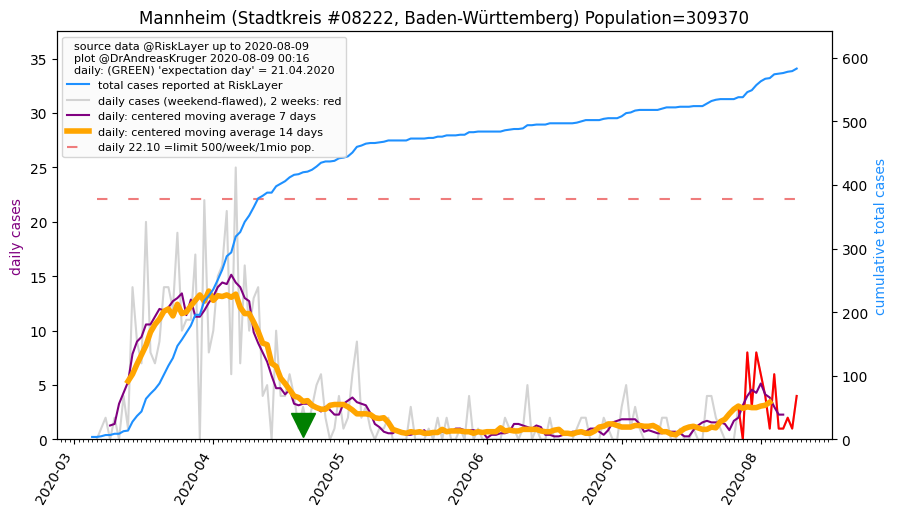 Mannheim (Stadtkreis #08222, Baden-Württemberg) Population=309370
source data @RiskLayer up to 2020-08-09
plot @DrAndreasKruger 2020-08-09 00:16
daily: (GREEN) 'expectation day' = 21.04.2020
total cases reported at RiskLayer
daily cases (weekend-flawed), 2 weeks: red
daily: centered moving average 7 days
daily: centered moving average 14 days
daily 22.10 =limit 500/week/1mio pop.
daily cases
35
30
25
20
15
10
5
0
cumulative total cases
600
500
400
300
200
100
0
2020-03
2020-04
2020-05
2020-06
2020-07
2020-08